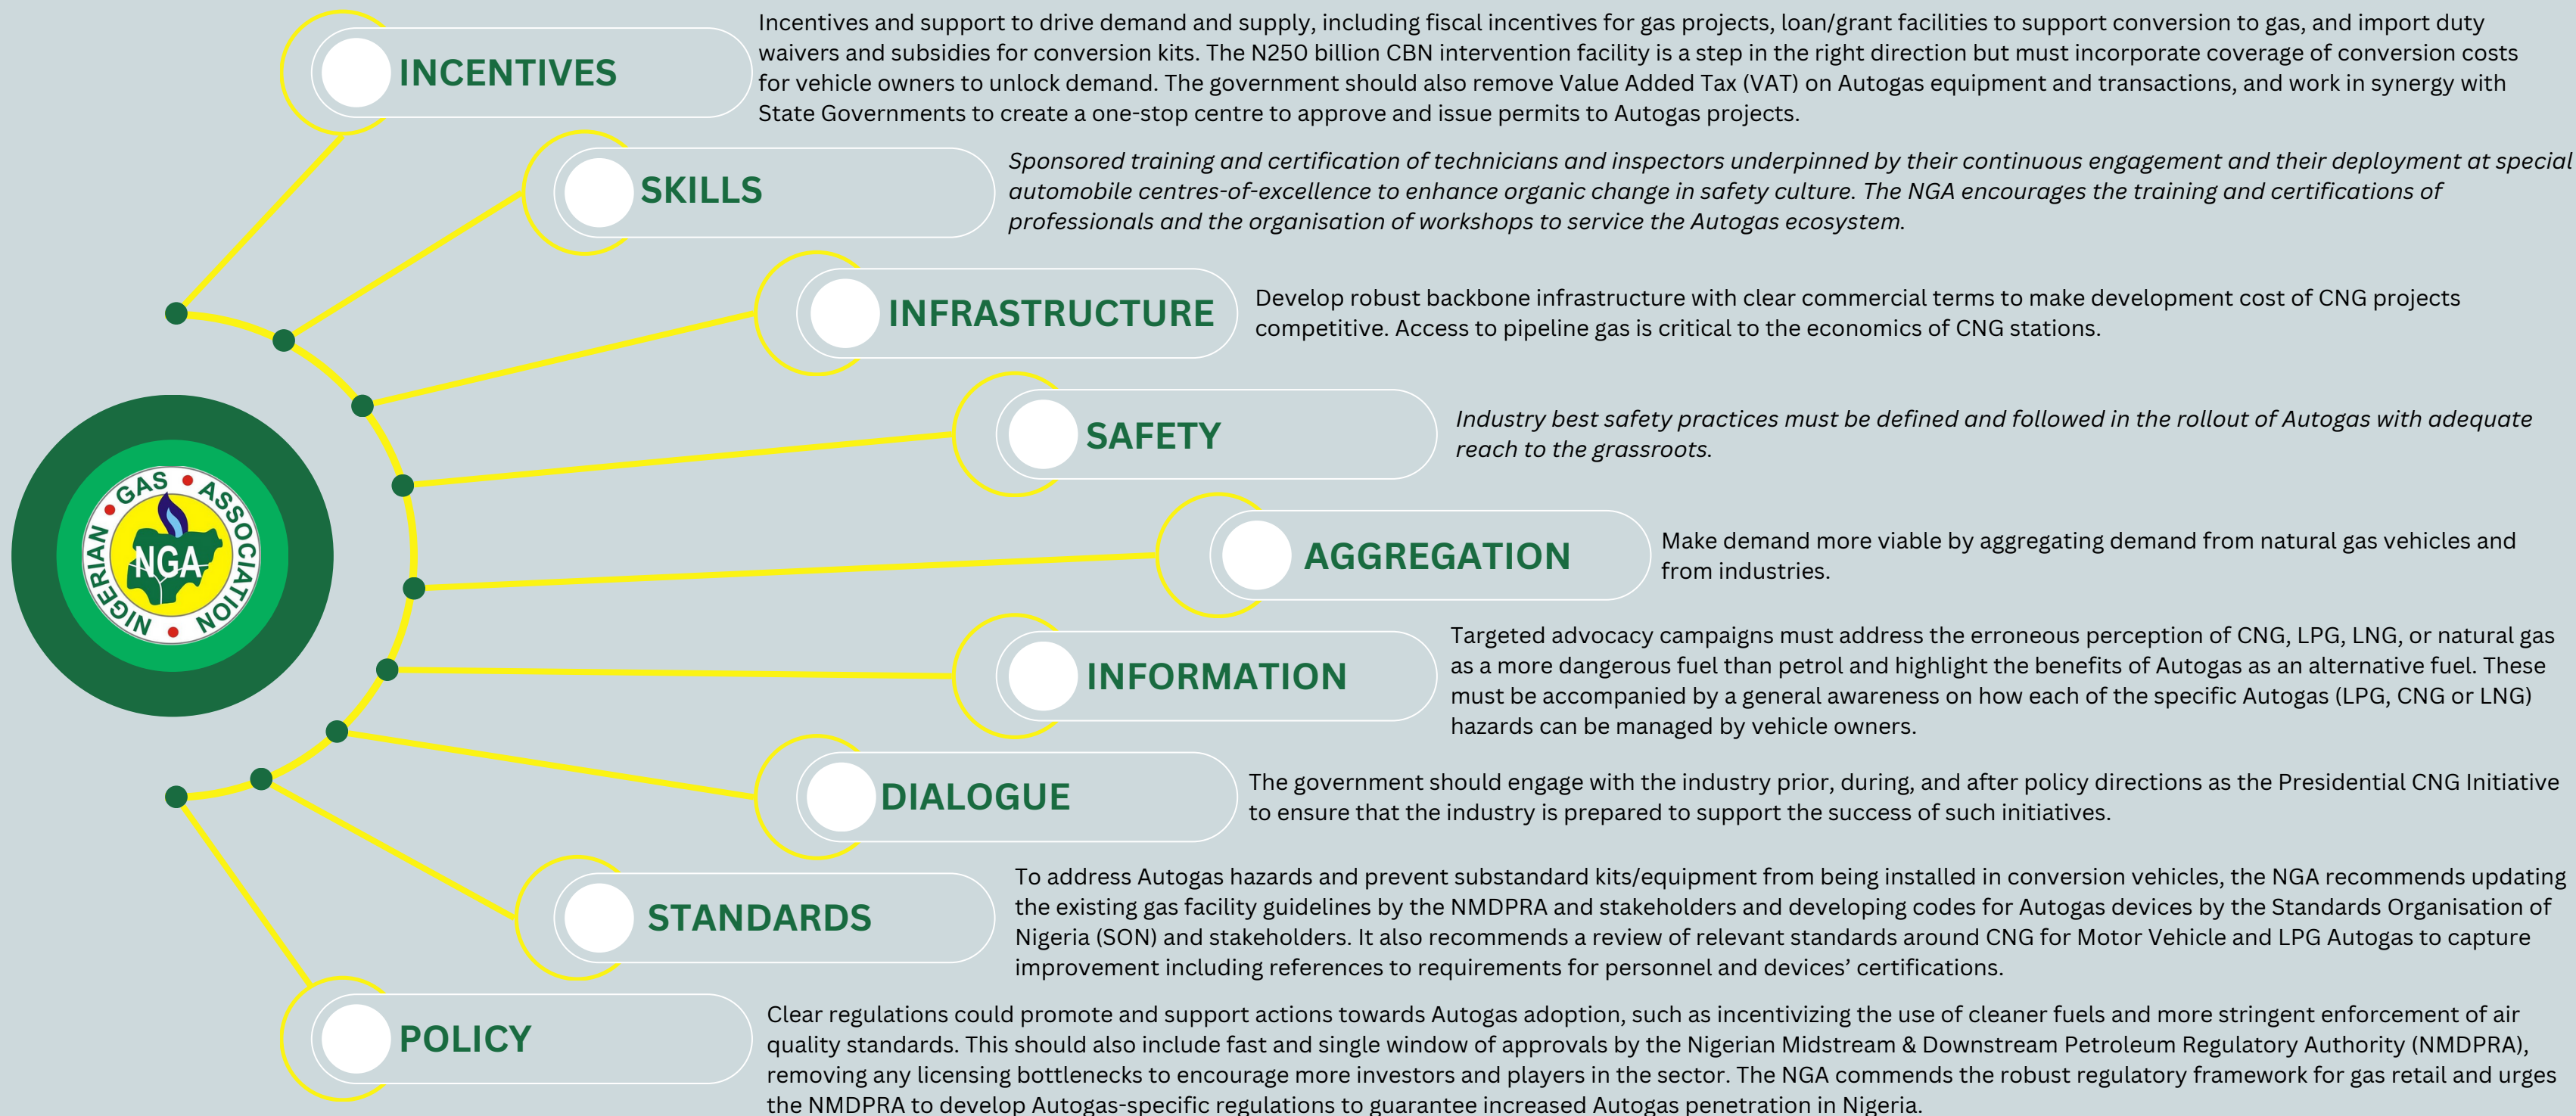 INCENTIVES
Incentives and support to drive demand and supply, including fiscal incentives for gas projects, loan/grant facilities to support conversion to gas, and import duty
waivers and subsidies for conversion kits. The N250 billion CBN intervention facility is a step in the right direction but must incorporate coverage of conversion costs
for vehicle owners to unlock demand. The government should also remove Value Added Tax (VAT) on Autogas equipment and transactions, and work in synergy with
State Governments to create a one-stop centre to approve and issue permits to Autogas projects.
SKILLS
Sponsored training and certification of technicians and inspectors underpinned by their continuous engagement and their deployment at special
automobile centres-of-excellence to enhance organic change in safety culture. The NGA encourages the training and certifications of
professionals and the organisation of workshops to service the Autogas ecosystem.
INFRASTRUCTURE
Develop robust backbone infrastructure with clear commercial terms to make development cost of CNG projects
competitive. Access to pipeline gas is critical to the economics of CNG stations.
SAFETY
Industry best safety practices must be defined and followed in the rollout of Autogas with adequate
reach to the grassroots.
NIGERIAN GAS ASSOCIATION
NGA
AGGREGATION
Make demand more viable by aggregating demand from natural gas vehicles and
from industries.
INFORMATION
Targeted advocacy campaigns must address the erroneous perception of CNG, LPG, LNG, or natural gas
as a more dangerous fuel than petrol and highlight the benefits of Autogas as an alternative fuel. These
must be accompanied by a general awareness on how each of the specific Autogas (LPG, CNG or LNG)
hazards can be managed by vehicle owners.
DIALOGUE
The government should engage with the industry prior, during, and after policy directions as the Presidential CNG Initiative
to ensure that the industry is prepared to support the success of such initiatives.
STANDARDS
To address Autogas hazards and prevent substandard kits/equipment from being installed in conversion vehicles, the NGA recommends updating
the existing gas facility guidelines by the NMDPRA and stakeholders and developing codes for Autogas devices by the Standards Organisation of
Nigeria (SON) and stakeholders. It also recommends a review of relevant standards around CNG for Motor Vehicle and LPG Autogas to capture
improvement including references to requirements for personnel and devices’ certifications.
POLICY
Clear regulations could promote and support actions towards Autogas adoption, such as incentivizing the use of cleaner fuels and more stringent enforcement of air
quality standards. This should also include fast and single window of approvals by the Nigerian Midstream & Downstream Petroleum Regulatory Authority (NMDPRA),
removing any licensing bottlenecks to encourage more investors and players in the sector. The NGA commends the robust regulatory framework for gas retail and urges
the NMDPRA to develop Autogas-specific regulations to guarantee increased Autogas penetration in Nigeria.